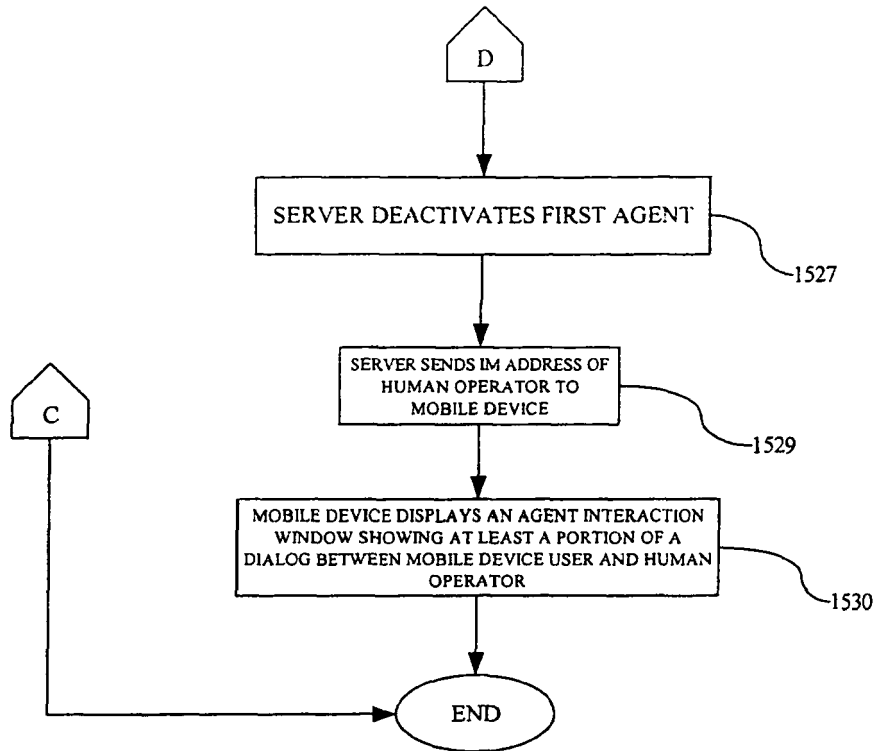 D
SERVER DEACTIVATES FIRST AGENT
1527
SERVER SENDS IM ADDRESS OF
HUMAN OPERATOR TO
MOBILE DEVICE
C
1529
MOBILE DEVICE DISPLAYS AN AGENT INTERACTION
WINDOW SHOWING AT LEAST A PORTION OF A
DIALOG BETWEEN MOBILE DEVICE USER AND HUMAN
OPERATOR
1530
END